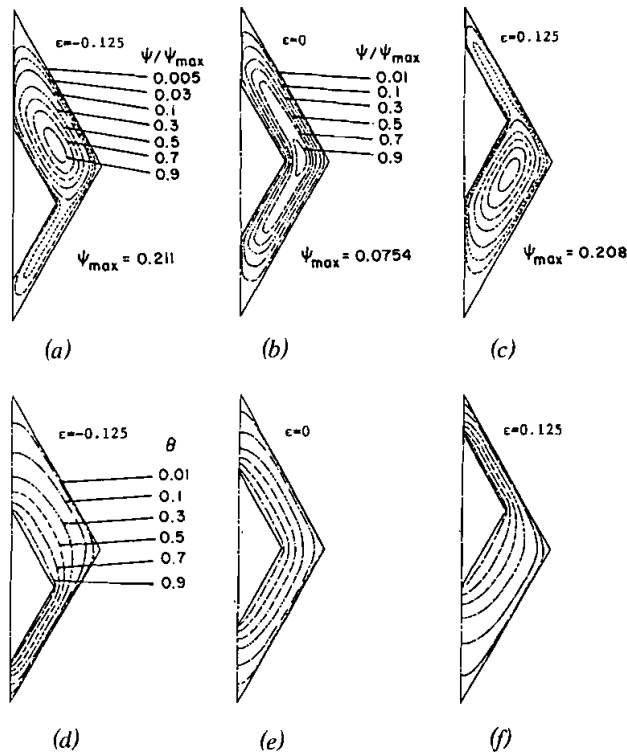 ε=-0.125
ψ/ψmax
0.005
0.03
0.1
0.3
0.5
0.7
0.9
ψmax = 0.211
(a)
ε=0
ψ/ψmax
0.01
0.1
0.3
0.5
0.7
0.9
ψmax = 0.0754
(b)
ε=0.125
ψmax = 0.208
(c)
ε=-0.125
θ
0.01
0.1
0.3
0.5
0.7
0.9
(d)
ε=0
(e)
ε=0.125
(f)